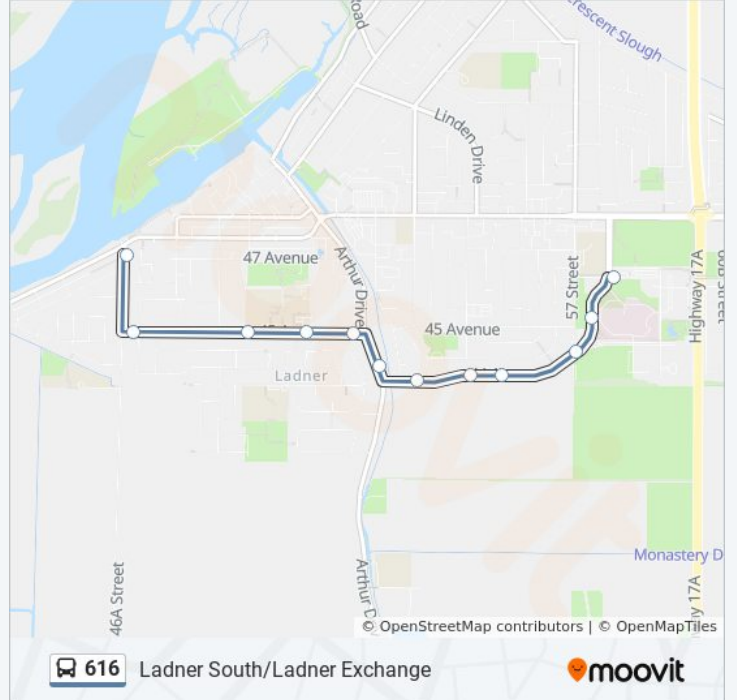 Road
Crescent Slough
Linden Drive
47 Avenue
Arthur Drive
57 Street
Highway 17A
45 Avenue
Ladner
46A Street
Arthur D
Monastery D
17A
© OpenStreetMap contributors | © OpenMapTiles
616 Ladner South/Ladner Exchange
moovit